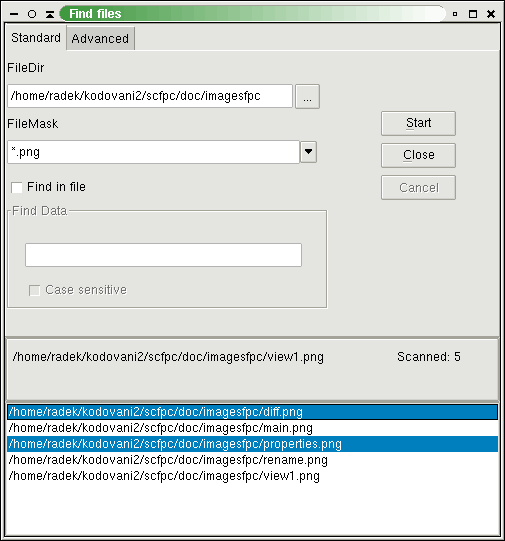 Find files
Standard Advanced
FileDir
/home/radek/kodovani2/scfpc/doc/imagesfpc ...
FileMask
Start
*.png
Close
Find in file
Cancel
Find Data
Case sensitive
/home/radek/kodovani2/scfpc/doc/imagesfpc/view1.png Scanned: 5
/home/radek/kodovani2/scfpc/doc/imagesfpc/diff.png
/home/radek/kodovani2/scfpc/doc/imagesfpc/main.png
/home/radek/kodovani2/scfpc/doc/imagesfpc/properties.png
/home/radek/kodovani2/scfpc/doc/imagesfpc/rename.png
/home/radek/kodovani2/scfpc/doc/imagesfpc/view1.png